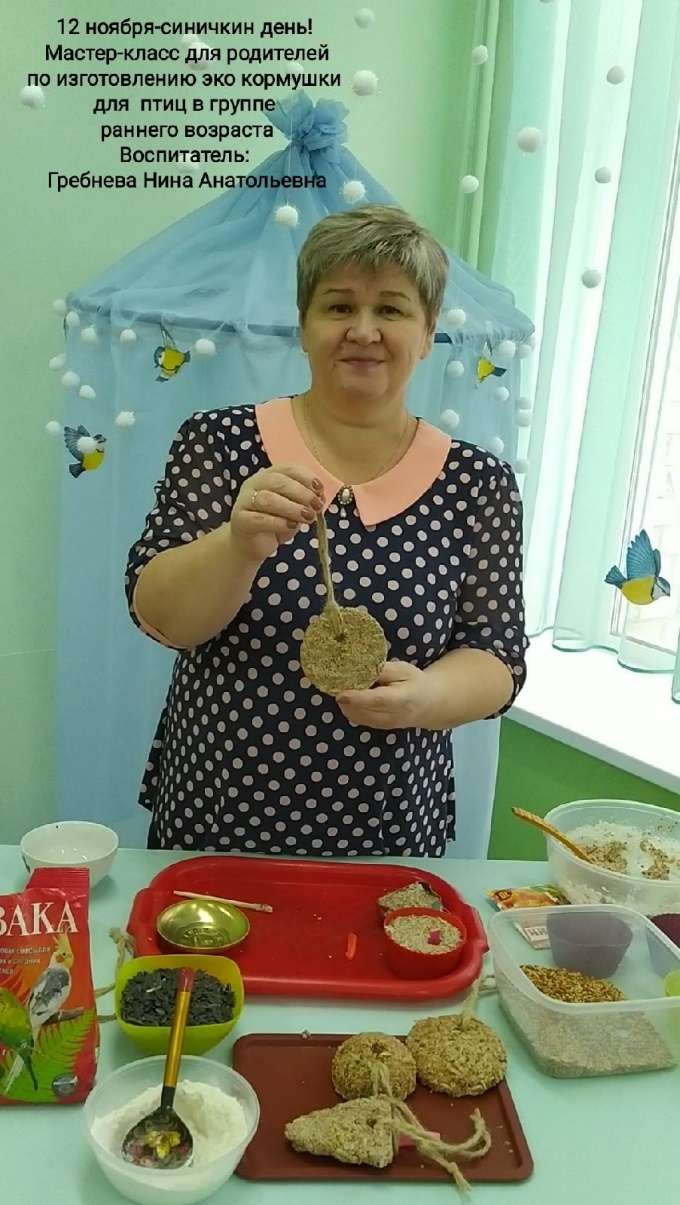 12 ноября-синичкин день!
Мастер-класс для родителей
по изготовлению эко кормушки
для  птиц в группе
раннего возраста
Воспитатель:
Гребнева Нина Анатольевна
ВАКА